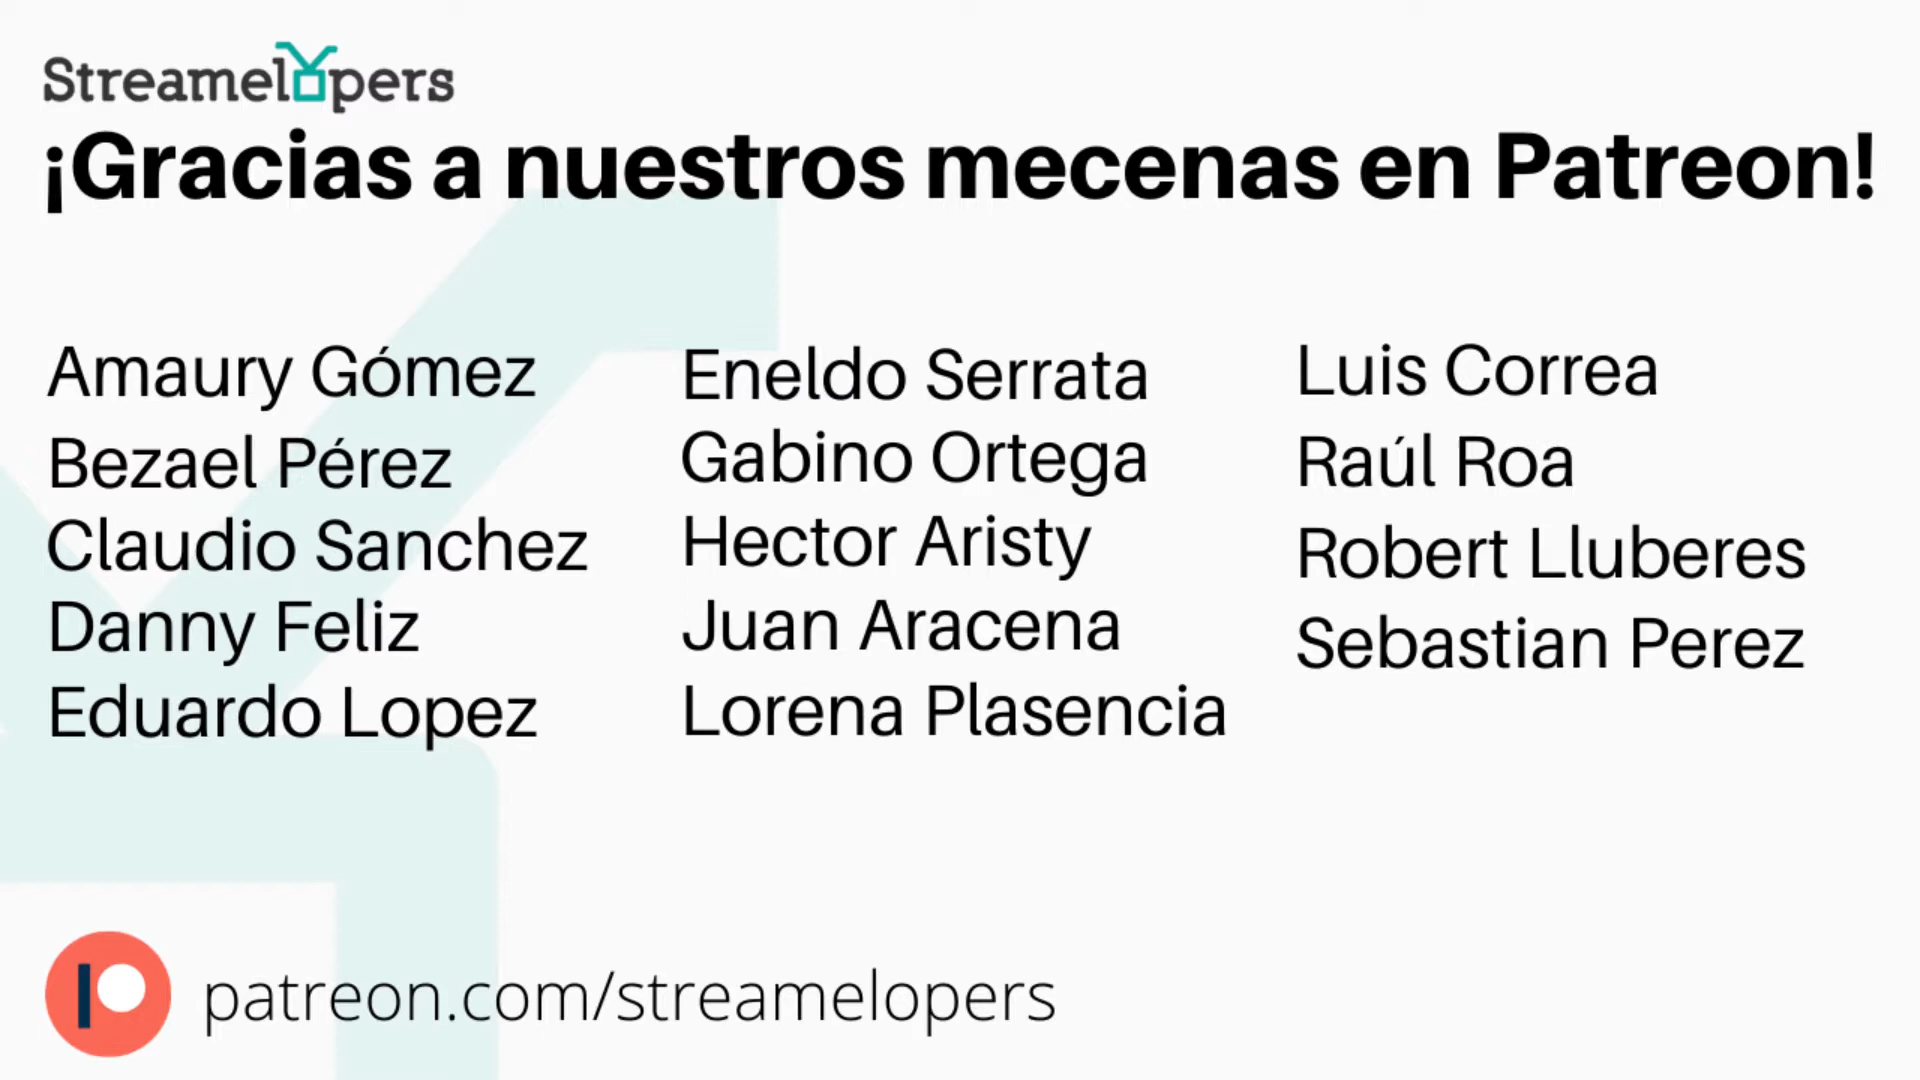 Streamelopers
¡Gracias a nuestros mecenas en Patreon!
Amaury Gómez
Bezael Pérez
Claudio Sanchez
Danny Feliz
Eduardo Lopez
Eneldo Serrata
Gabino Ortega
Hector Aristy
Juan Aracena
Lorena Plasencia
Luis Correa
Raúl Roa
Robert Lluberes
Sebastian Perez
patreon.com/streamelopers